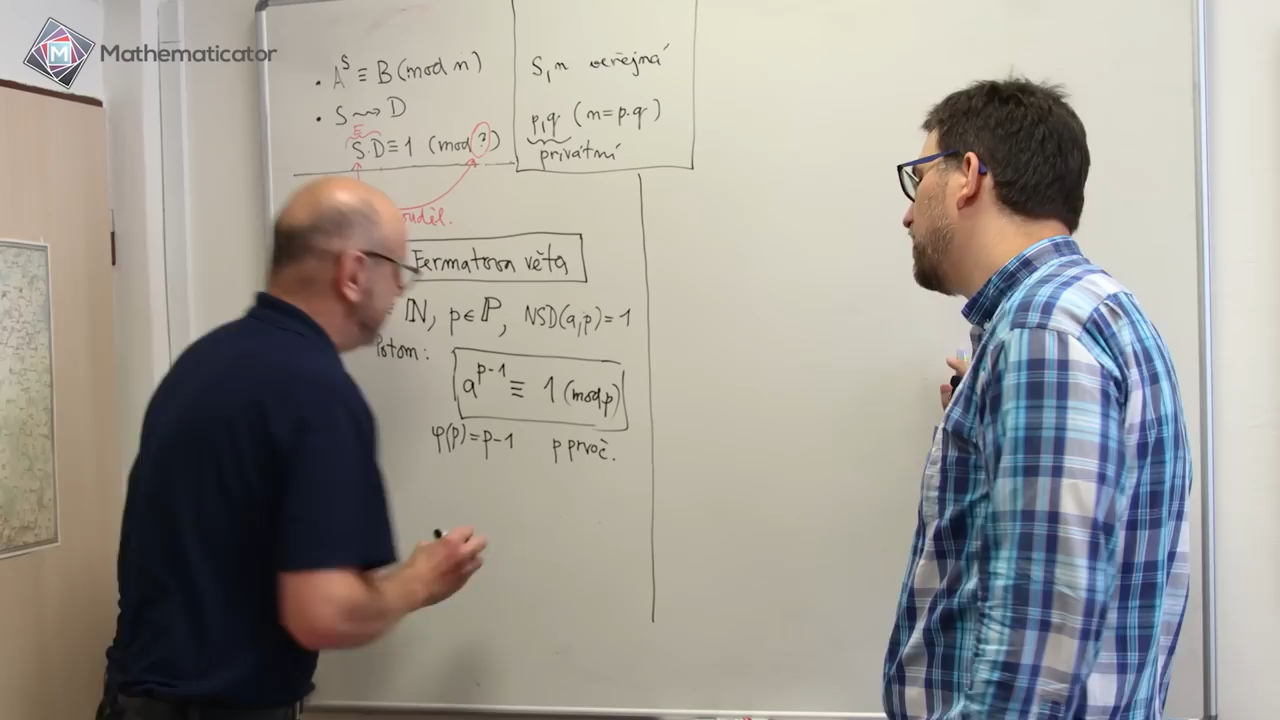 Mathematicator
• A^S ≡ B (mod n)
• S ⇝ D
E
S·D ≡ 1 (mod ?)
S, n veřejná
p, q (n = p·q)
privátní
Fermatova věta
ℕ, p ∈ ℙ, NSD(a, p) = 1
Potom:
a^(p-1) ≡ 1 (mod p)
φ(p) = p-1 p prvoč.